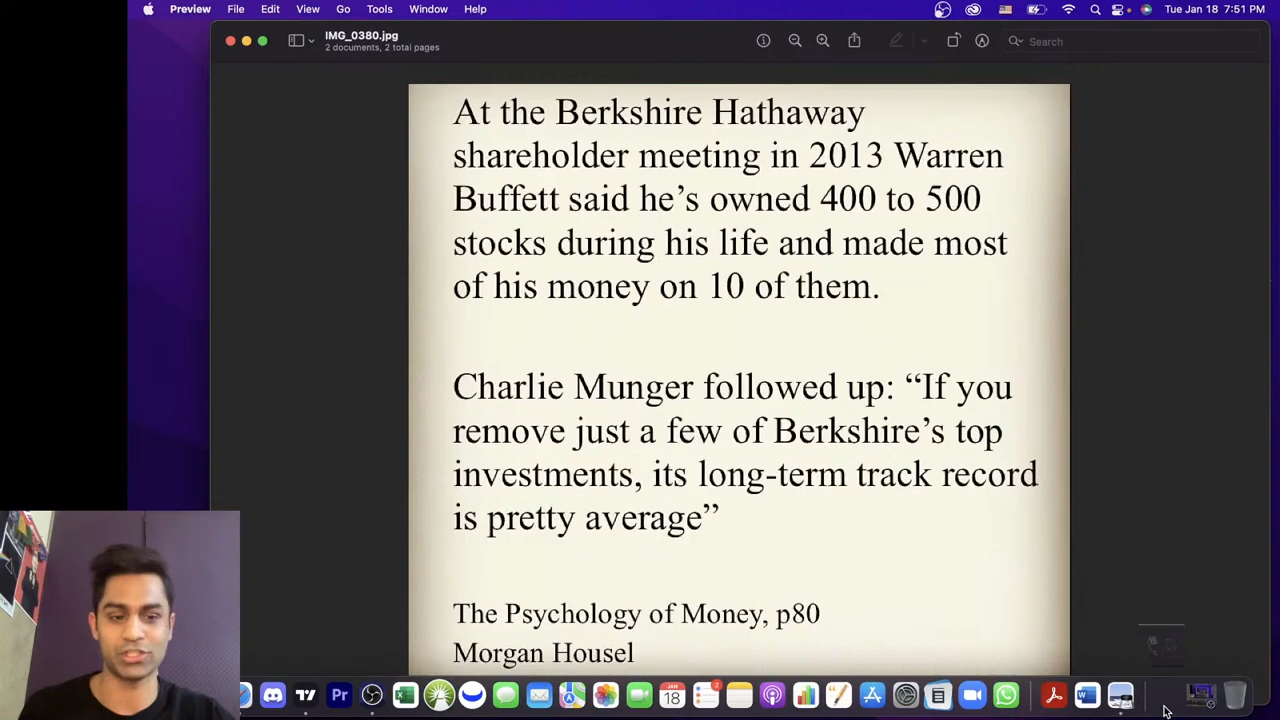 Preview File Edit View Go Tools Window Help Tue Jan 18 7:51 PM
IMG_0380.jpg
2 documents, 2 total pages
Search
At the Berkshire Hathaway
shareholder meeting in 2013 Warren
Buffett said he’s owned 400 to 500
stocks during his life and made most
of his money on 10 of them.
Charlie Munger followed up: “If you
remove just a few of Berkshire’s top
investments, its long-term track record
is pretty average”
The Psychology of Money, p80
Morgan Housel
Pr
JAN
18
2
W